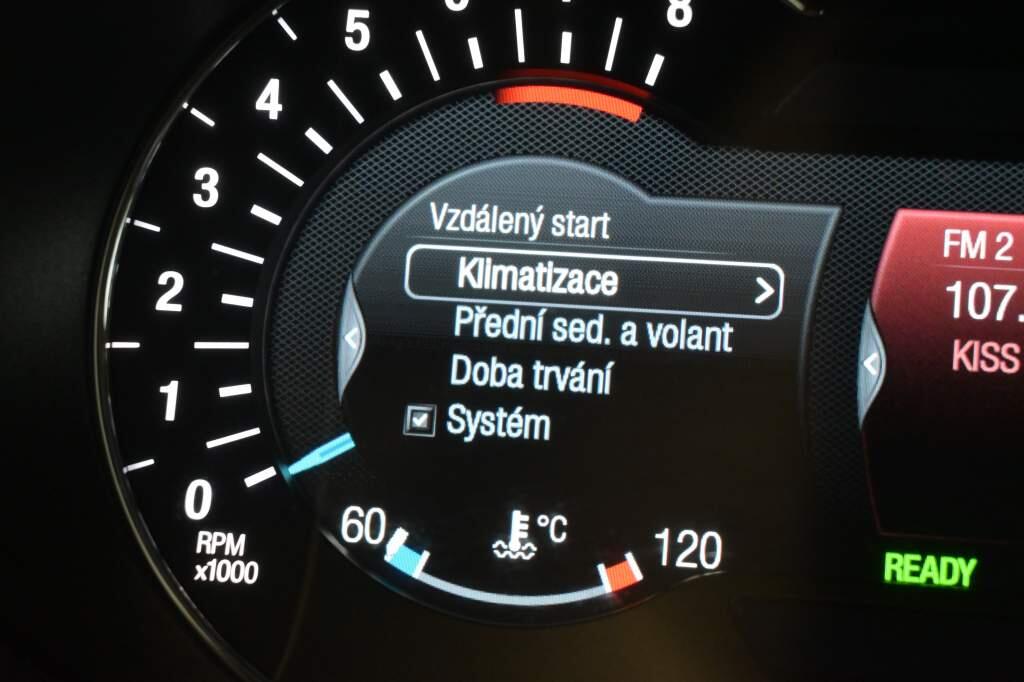 5
8
4
3
2
1
0
RPM
x1000
Vzdálený start
Klimatizace
Přední sed. a volant
Doba trvání
Systém
60
°C
120
FM 2
107.
KISS
READY